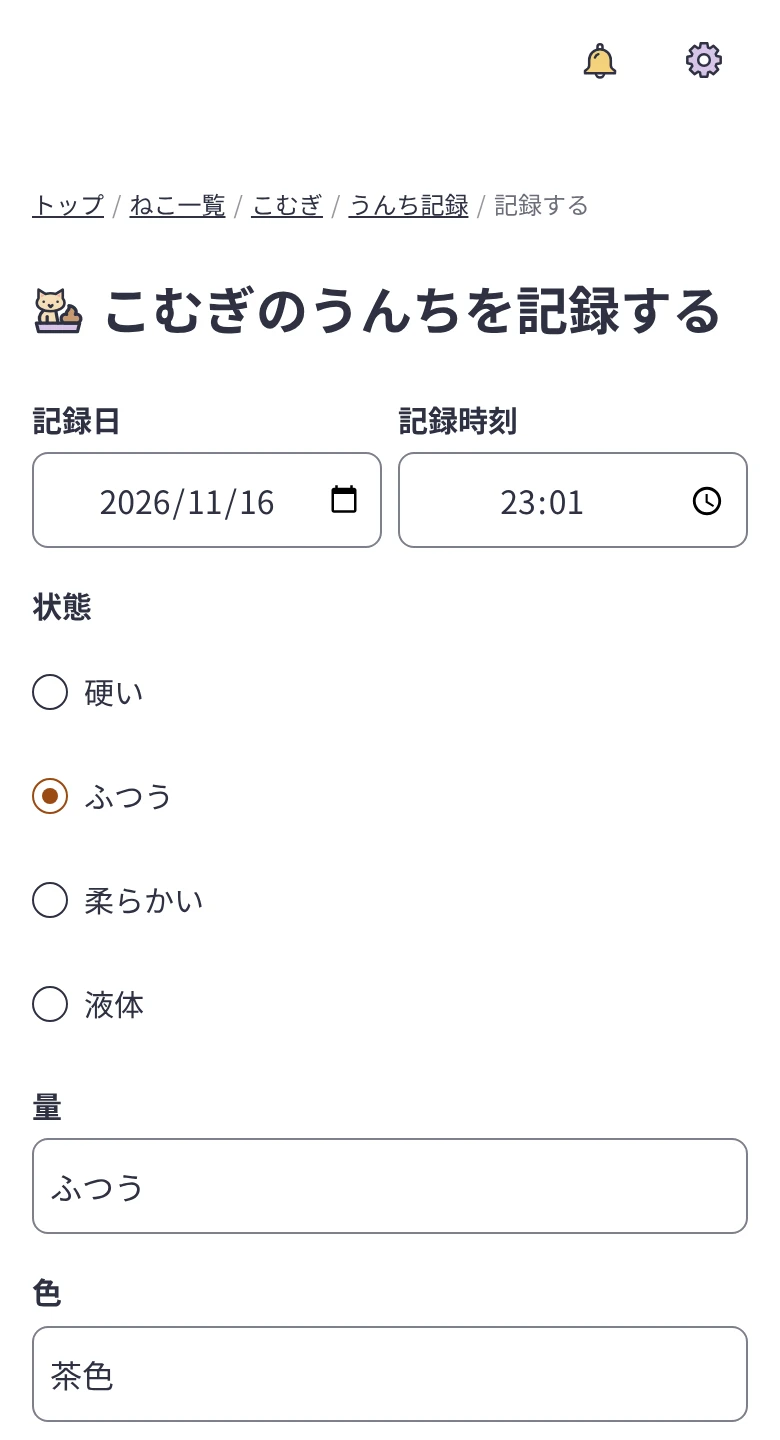 トップ / ねこ一覧 / こむぎ / うんち記録 / 記録する
こむぎのうんちを記録する
記録日
記録時刻
2026/11/16
23:01
状態
硬い
ふつう
柔らかい
液体
量
ふつう
色
茶色